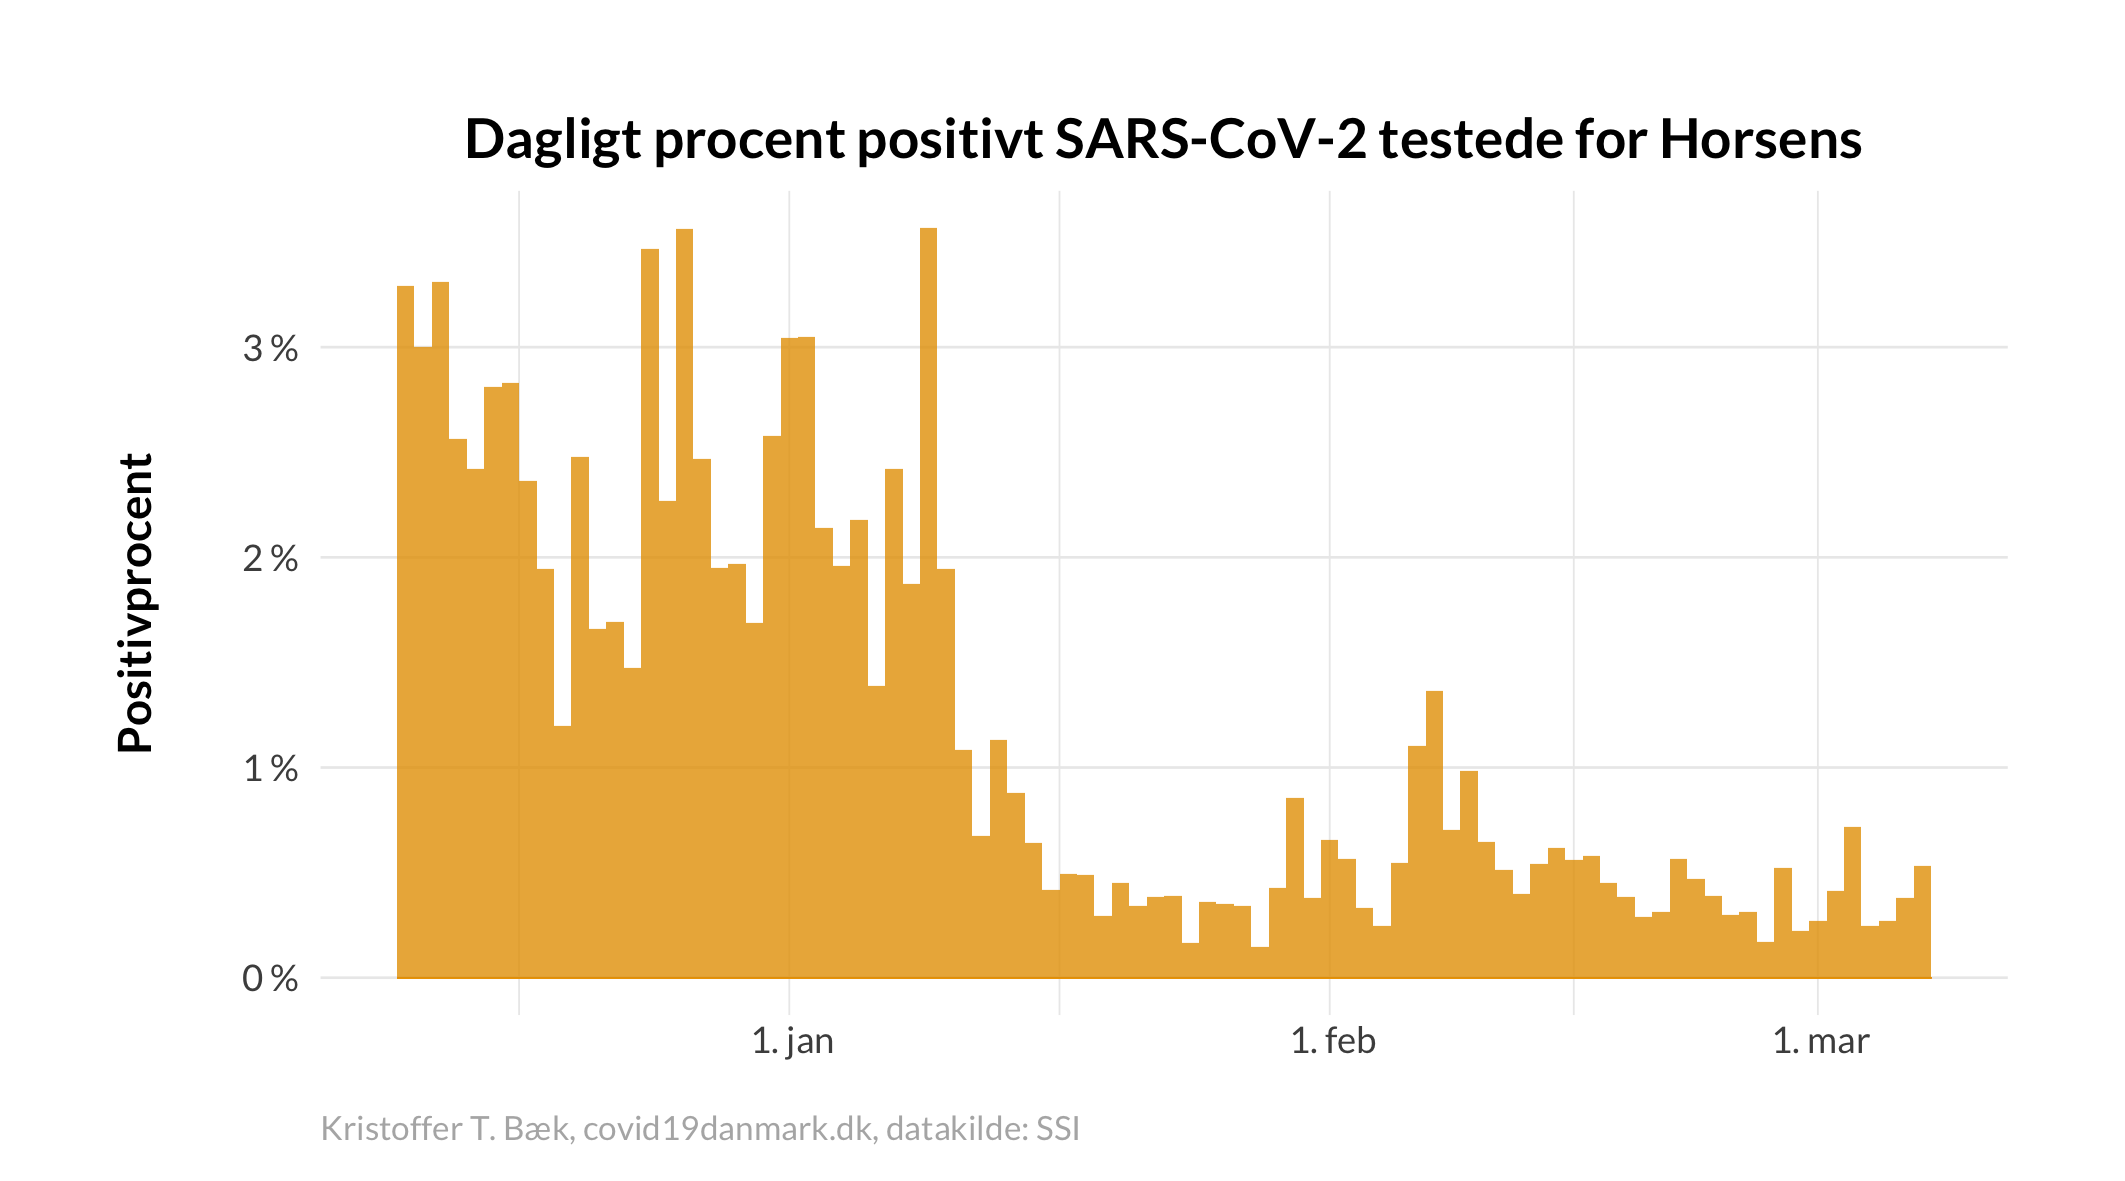 Dagligt procent positivt SARS-CoV-2 testede for Horsens
Positivprocent
3 %
2 %
1 %
0 %
1. jan
1. feb
1. mar
Kristoffer T. Bæk, covid19danmark.dk, datakilde: SSI